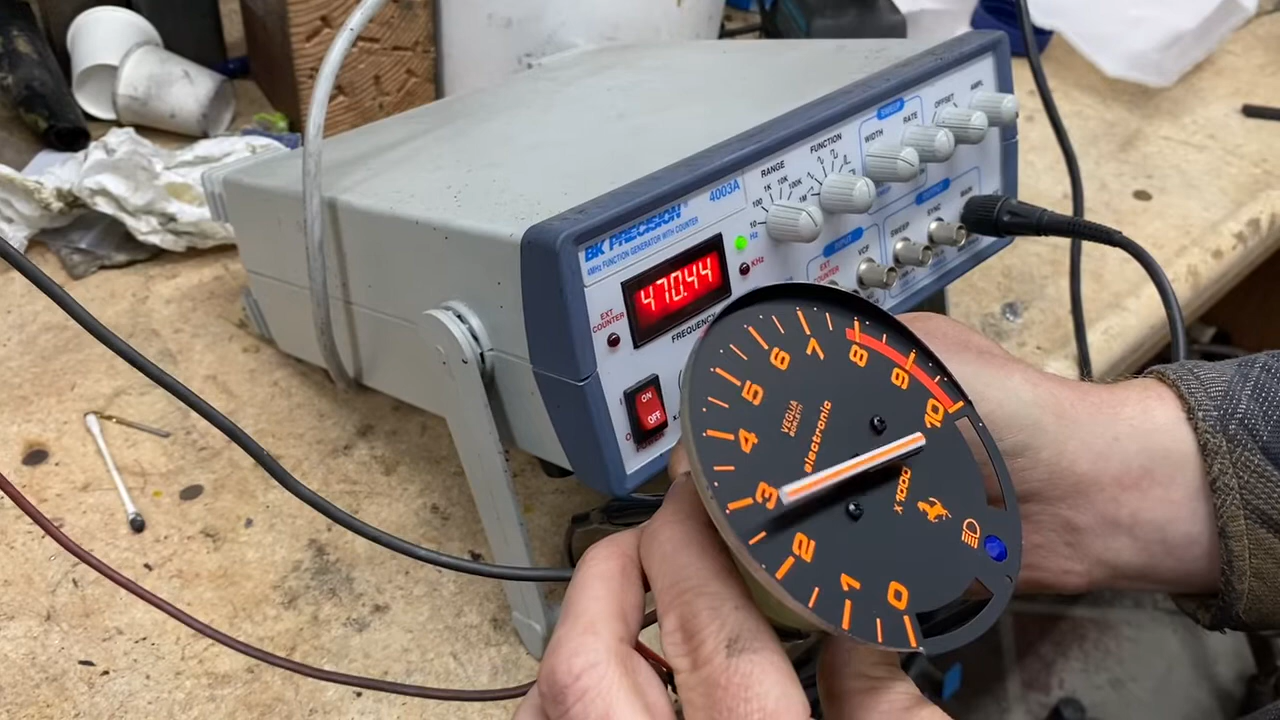 BK PRECISION®
4003A
4MHz FUNCTION GENERATOR WITH COUNTER
470.44
Hz
KHz
EXT
COUNTER
FREQUENCY
ON
OFF
POWER
RANGE
10
100
1K
10K
100K
1M
FUNCTION
SWEEP
WIDTH
RATE
OFFSET
AMPL
INPUT
EXT
COUNTER
VCF
OUTPUT
SWEEP
SYNC
MAIN
0
1
2
3
4
5
6
7
8
9
10
VEGLIA
BORLETTI
electronic
X1000